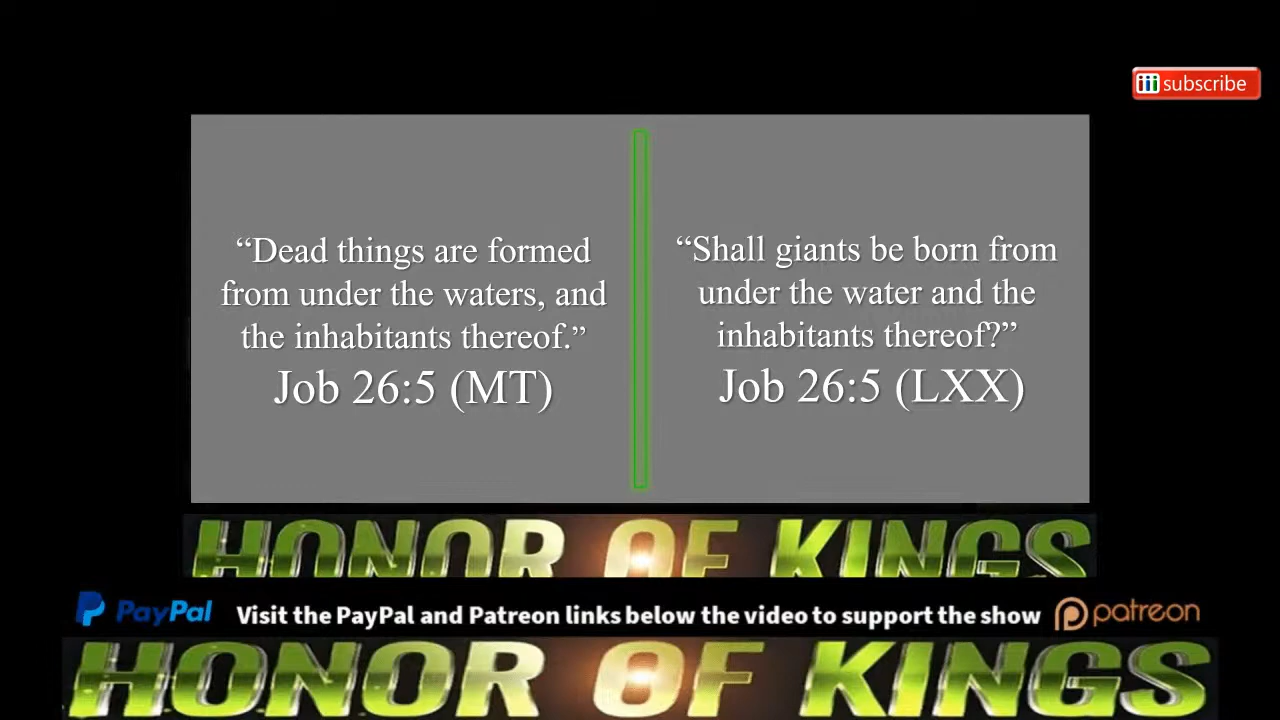 subscribe
“Dead things are formed
from under the waters, and
the inhabitants thereof.”
Job 26:5 (MT)
“Shall giants be born from
under the water and the
inhabitants thereof?”
Job 26:5 (LXX)
HONOR OF KINGS
PayPal Visit the PayPal and Patreon links below the video to support the show patreon
HONOR OF KINGS